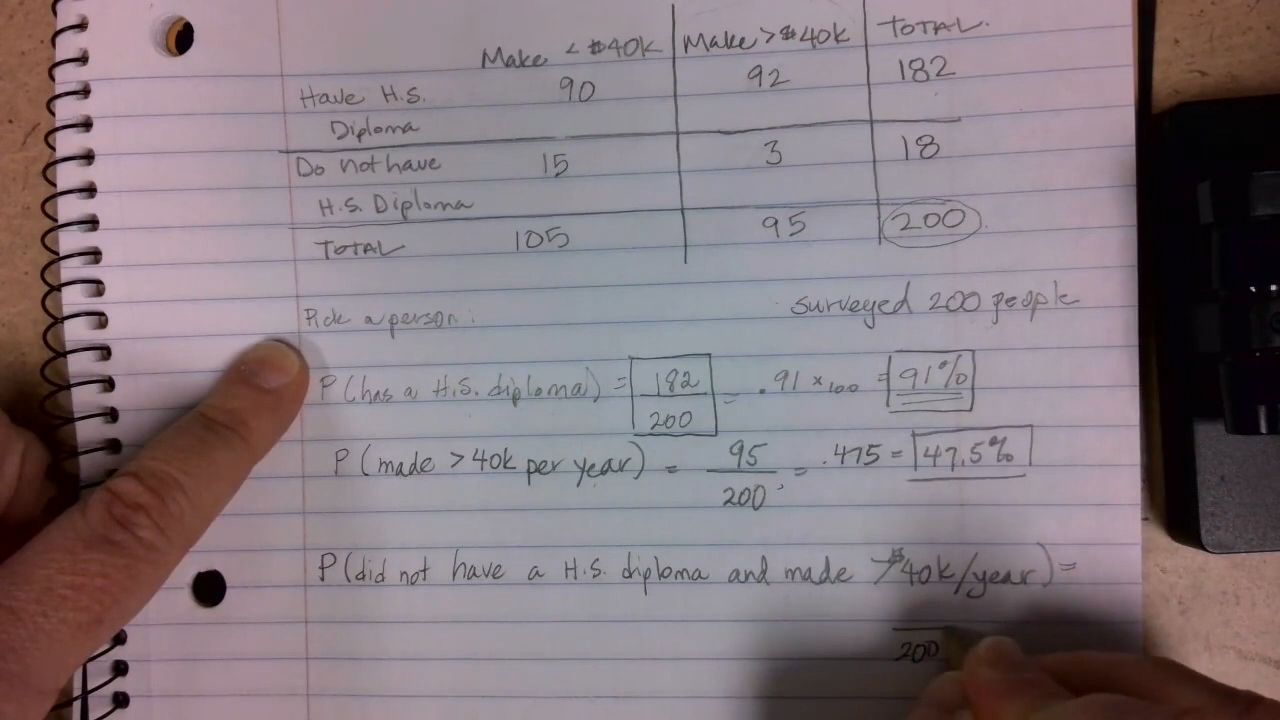 Make < $40k Make > $40k TOTAL.
Have H.S. 90 92 182
Diploma
Do not have 15 3 18
H.S. Diploma
TOTAL 105 95 200
Pick a person: surveyed 200 people
P(has a H.S. diploma) = 182/200 = .91 × 100 = 91%
P(made > 40k per year) = 95/200 = .475 = 47.5%
P(did not have a H.S. diploma and made > $40k/year) =
200